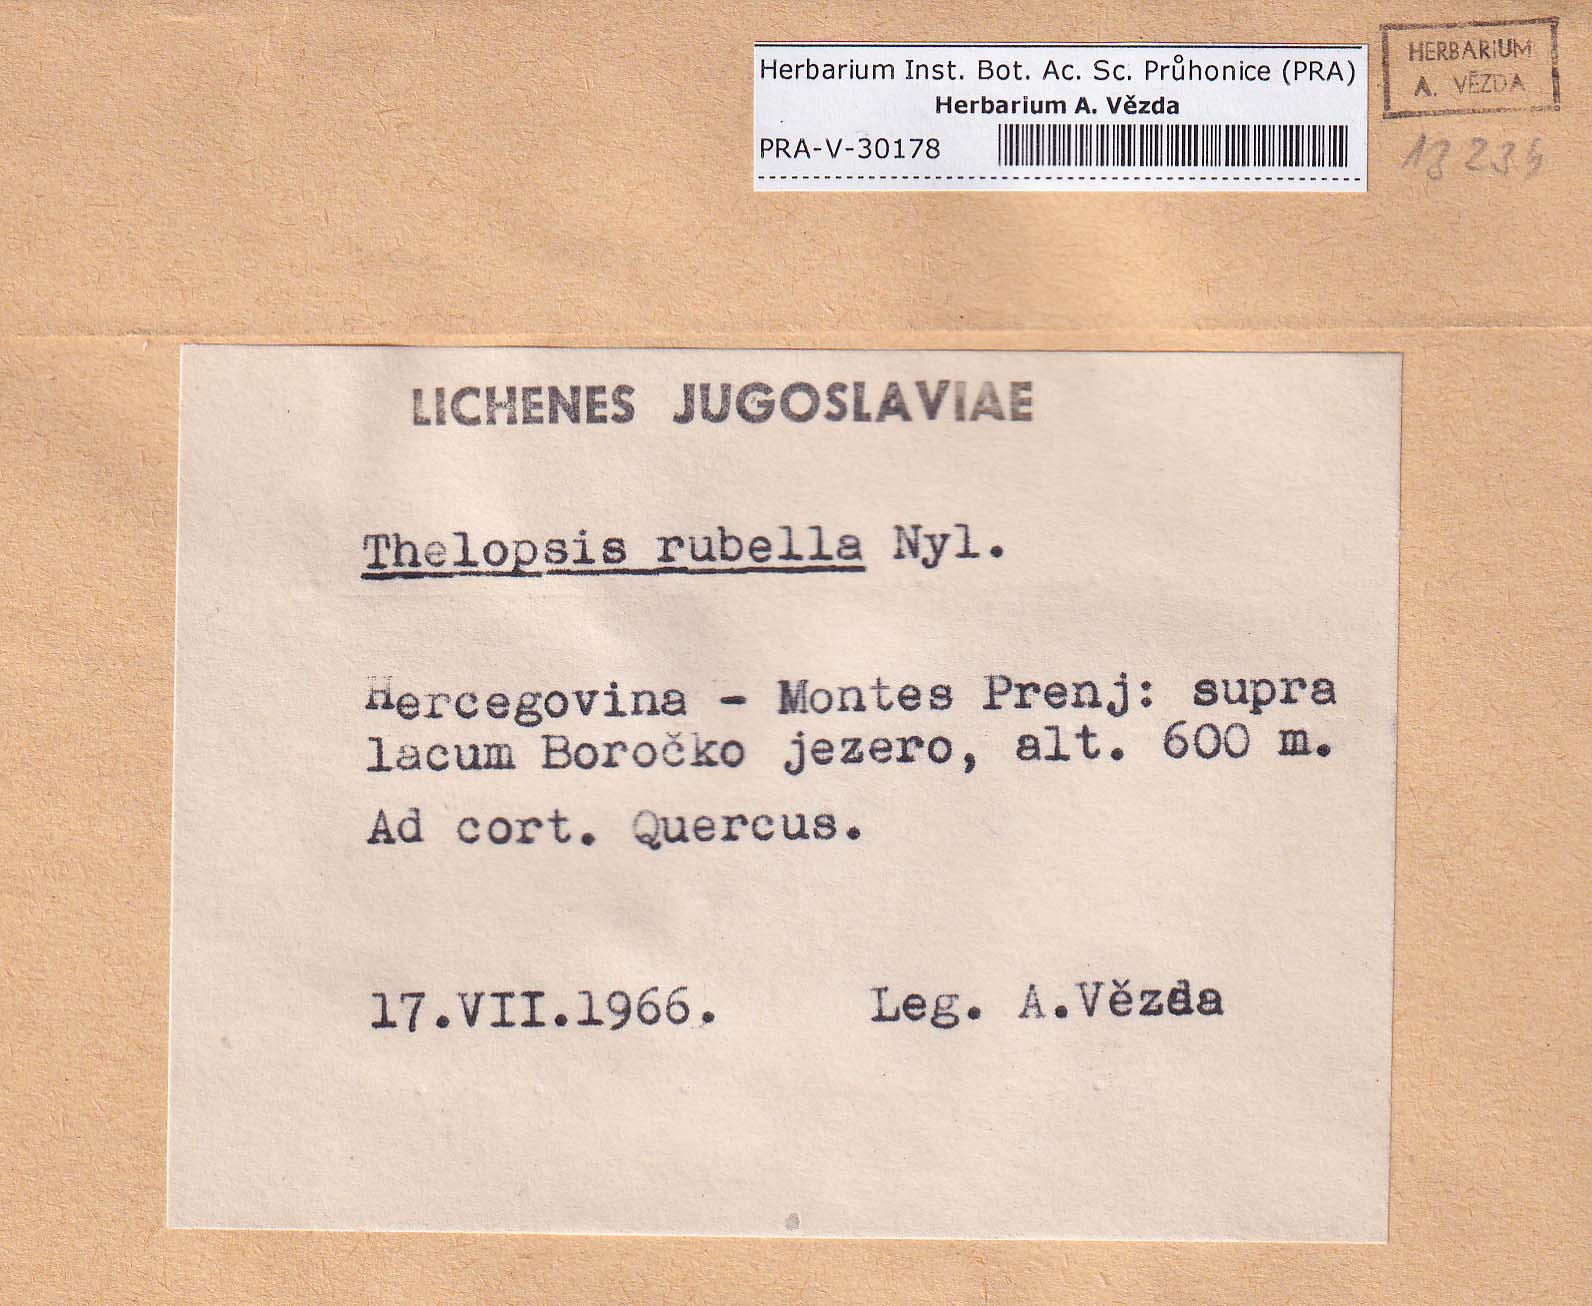 Herbarium Inst. Bot. Ac. Sc. Průhonice (PRA)
Herbarium A. Vězda
PRA-V-30178
HERBARIUM
A. VĚZDA
13234
LICHENES JUGOSLAVIAE
Thelopsis rubella Nyl.
Hercegovina - Montes Prenj: supra
lacum Boročko jezero, alt. 600 m.
Ad cort. Quercus.
17.VII.1966. Leg. A.Vězda